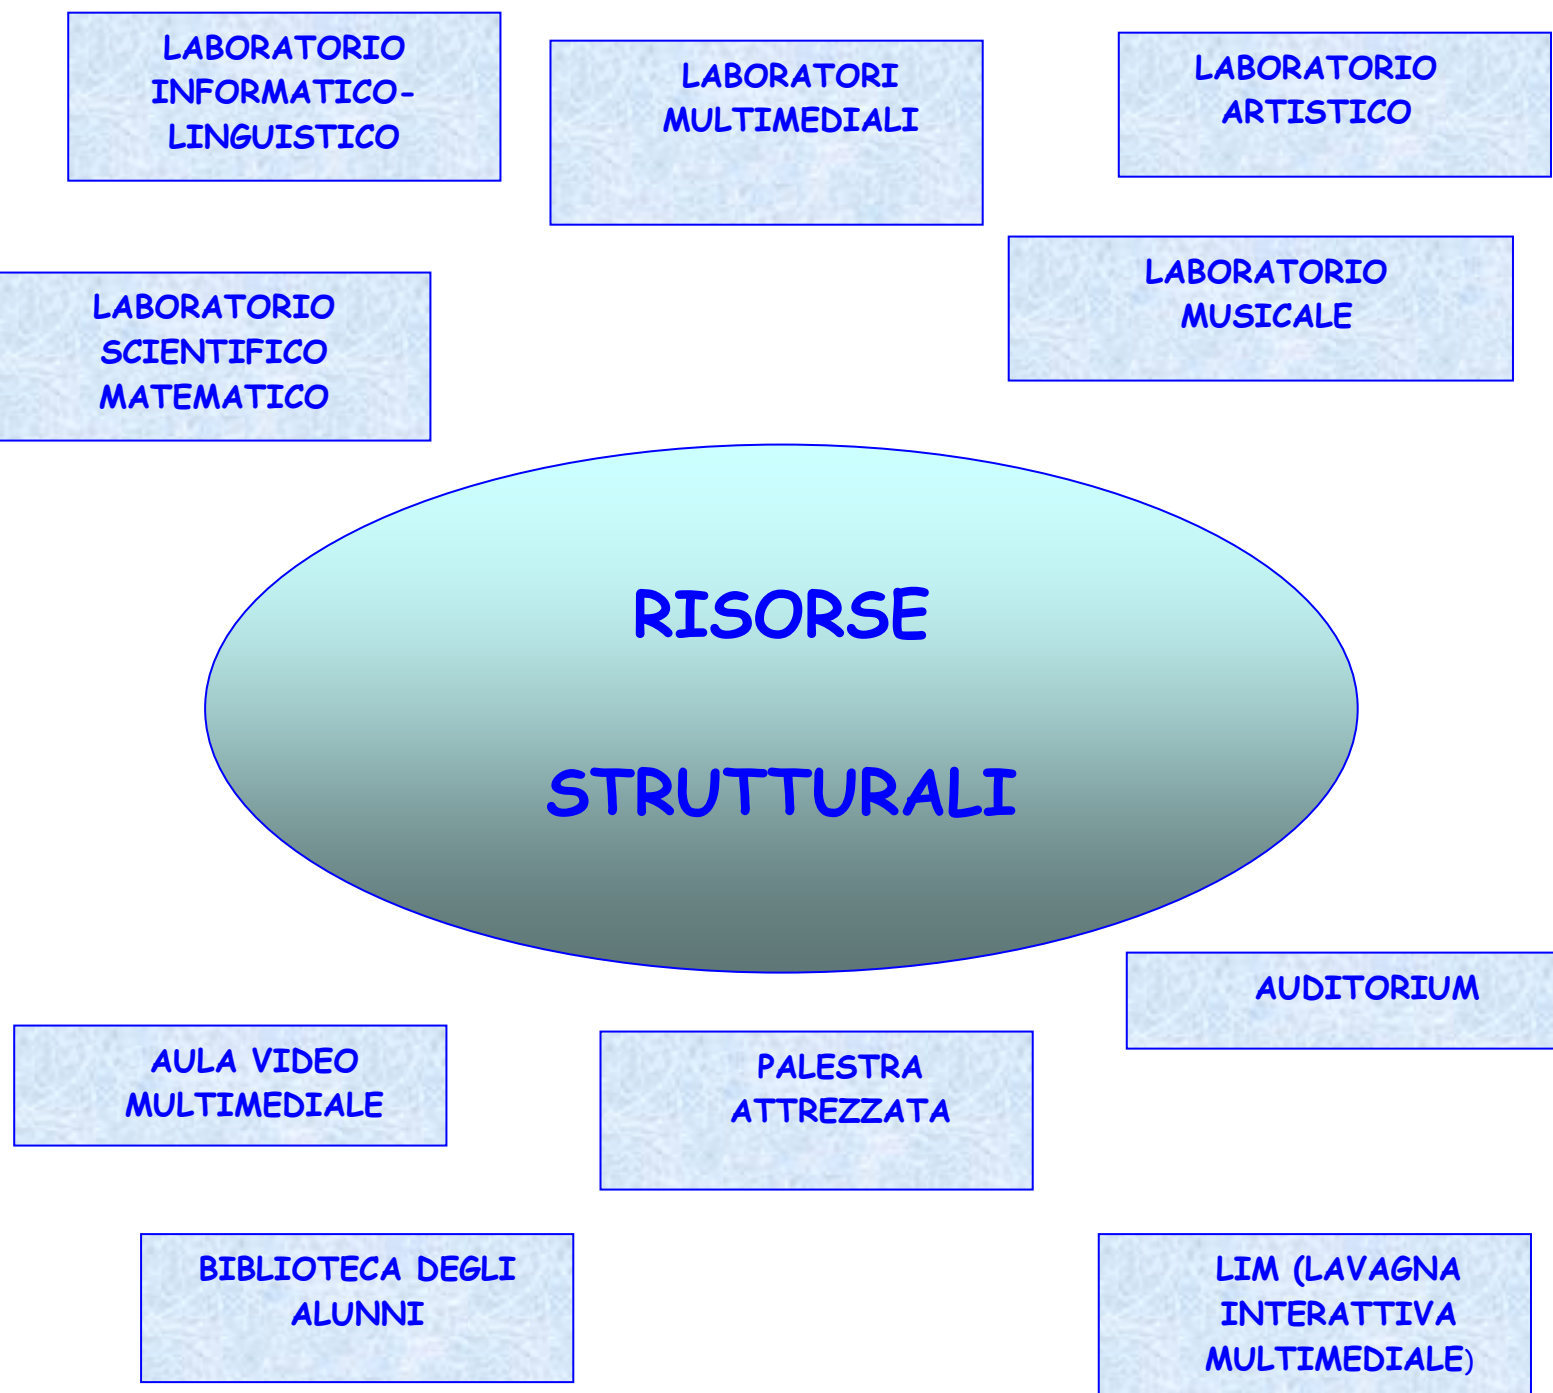 LABORATORIO
INFORMATICO-
LINGUISTICO
LABORATORI
MULTIMEDIALI
LABORATORIO
ARTISTICO
LABORATORIO
SCIENTIFICO
MATEMATICO
LABORATORIO
MUSICALE
RISORSE
STRUTTURALI
AUDITORIUM
AULA VIDEO
MULTIMEDIALE
PALESTRA
ATTREZZATA
BIBLIOTECA DEGLI
ALUNNI
LIM (LAVAGNA
INTERATTIVA
MULTIMEDIALE)